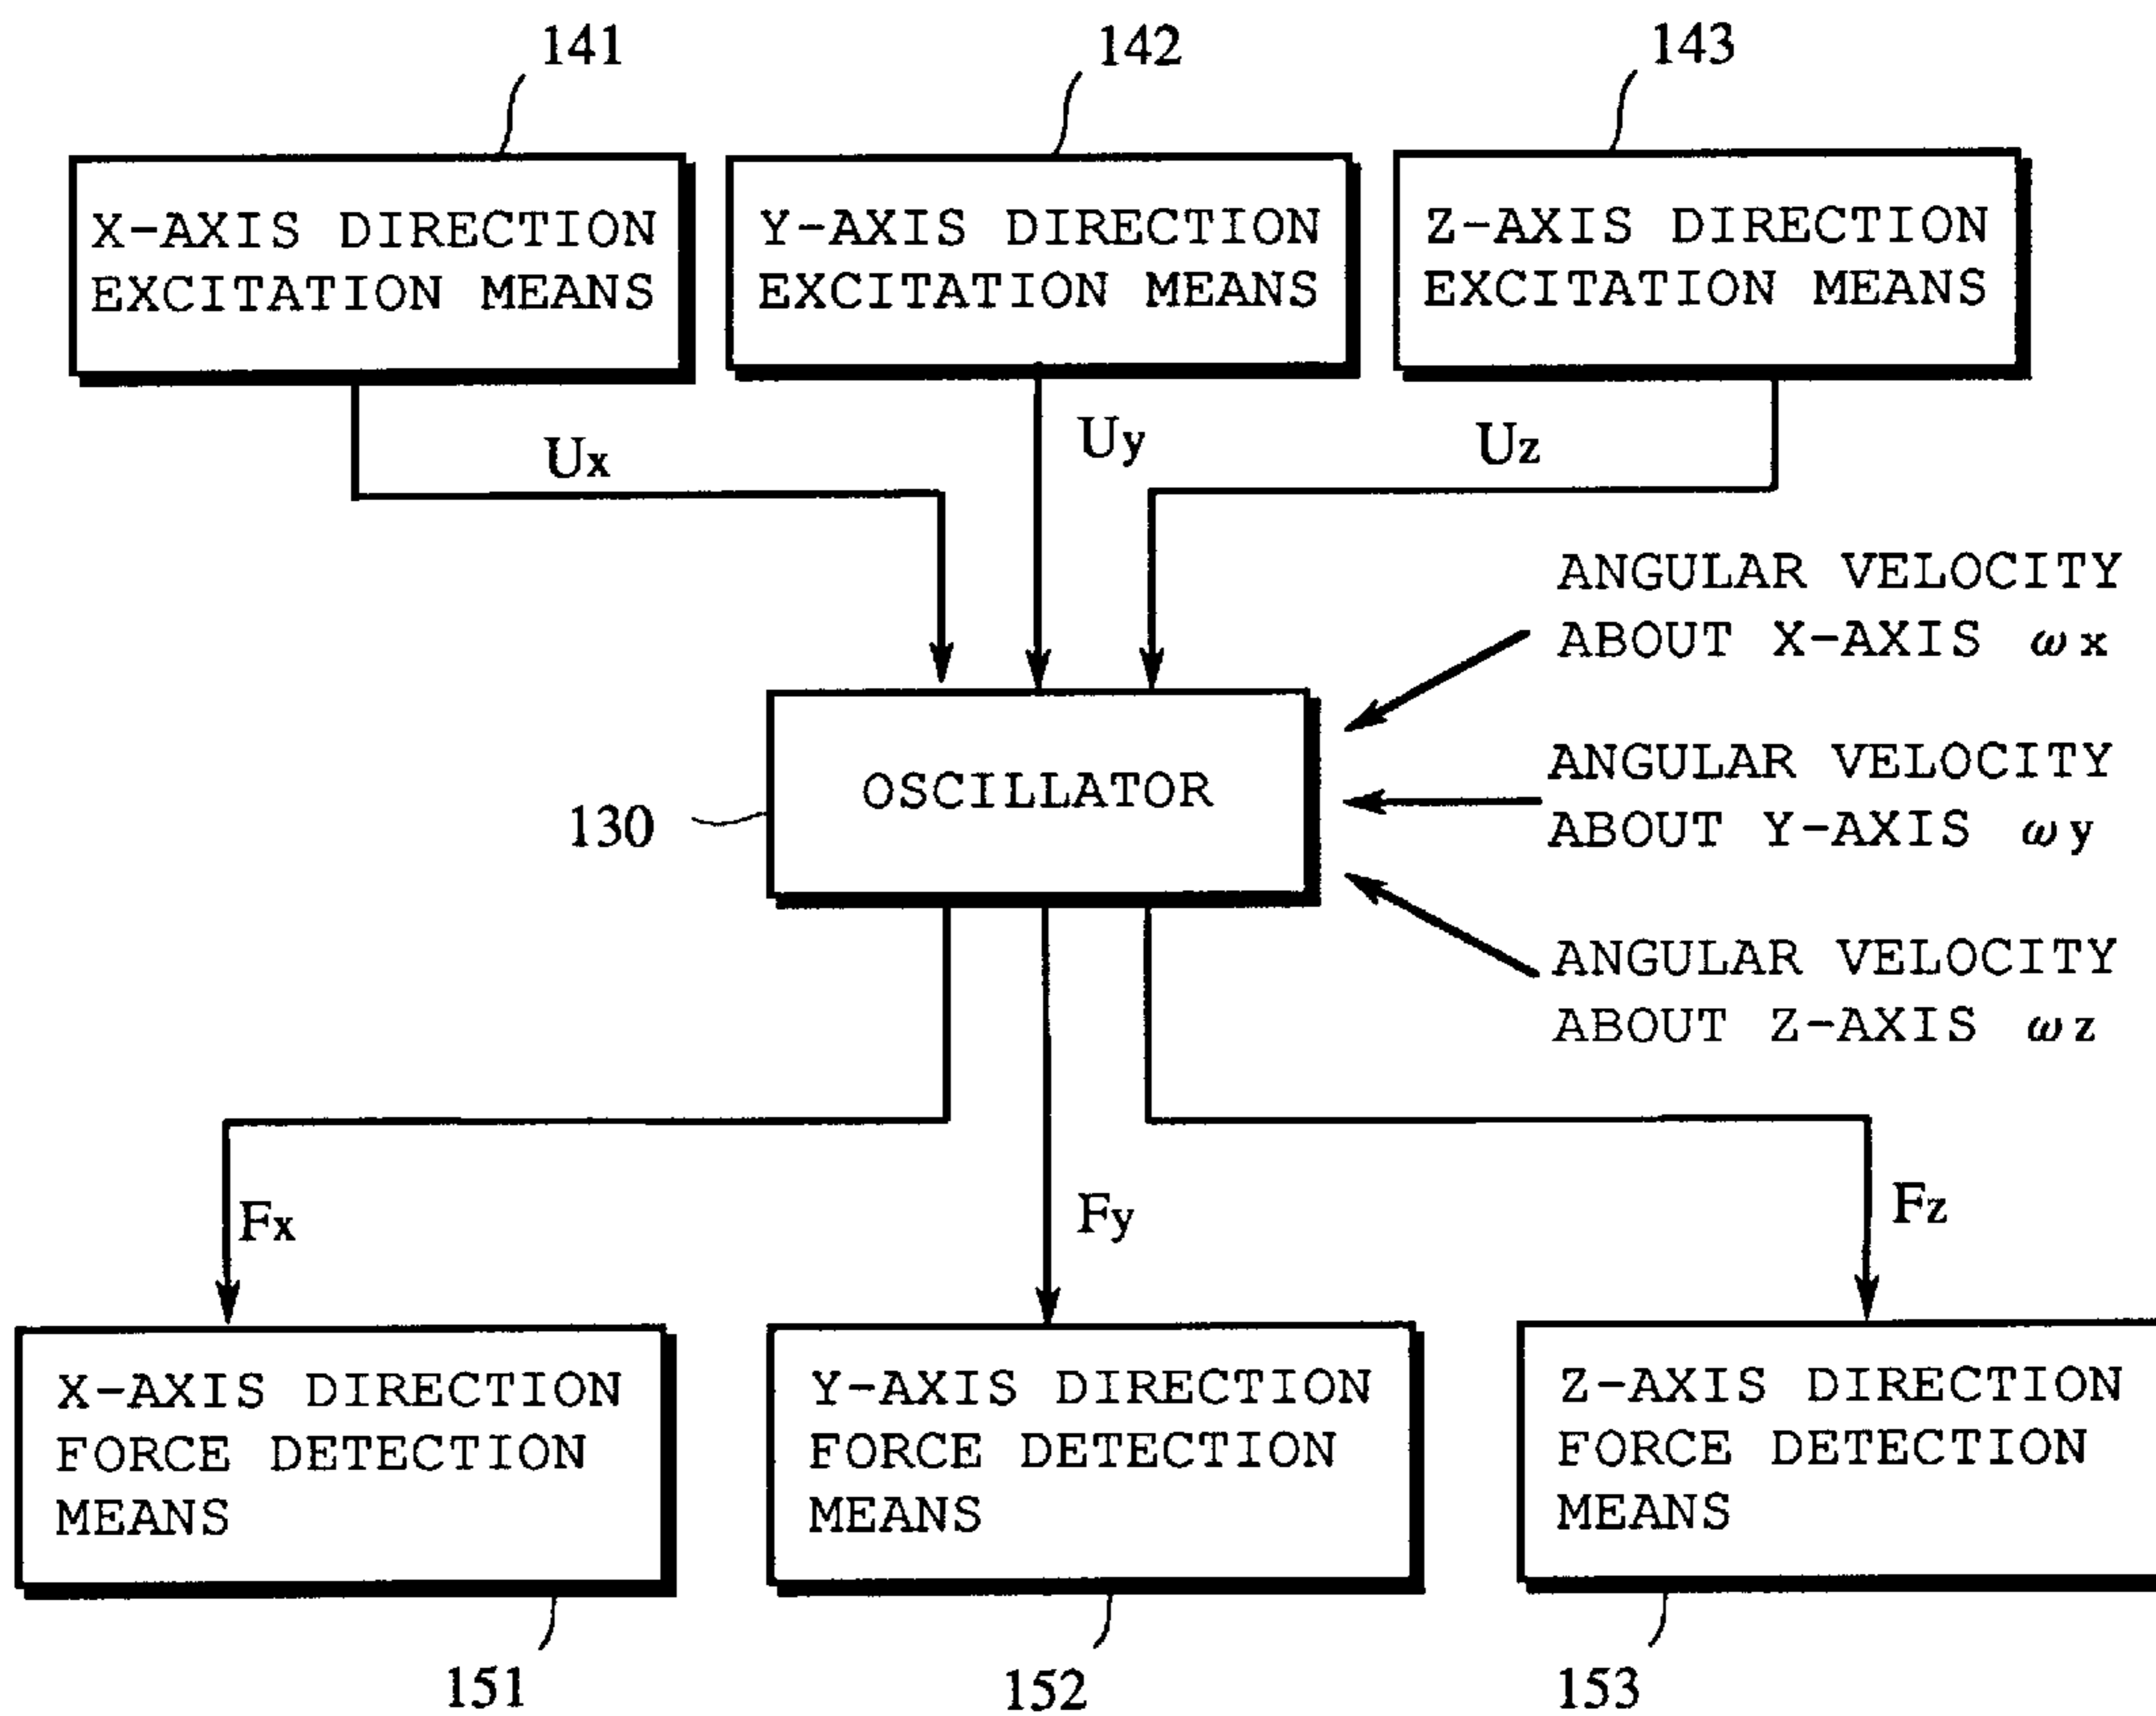 141
142
143
X-AXIS DIRECTION
EXCITATION MEANS
Y-AXIS DIRECTION
EXCITATION MEANS
Z-AXIS DIRECTION
EXCITATION MEANS
Ux
Uy
Uz
ANGULAR VELOCITY
ABOUT X-AXIS ωx
OSCILLATOR
130
ANGULAR VELOCITY
ABOUT Y-AXIS ωy
ANGULAR VELOCITY
ABOUT Z-AXIS ωz
Fx
Fy
Fz
X-AXIS DIRECTION
FORCE DETECTION
MEANS
Y-AXIS DIRECTION
FORCE DETECTION
MEANS
Z-AXIS DIRECTION
FORCE DETECTION
MEANS
151
152
153